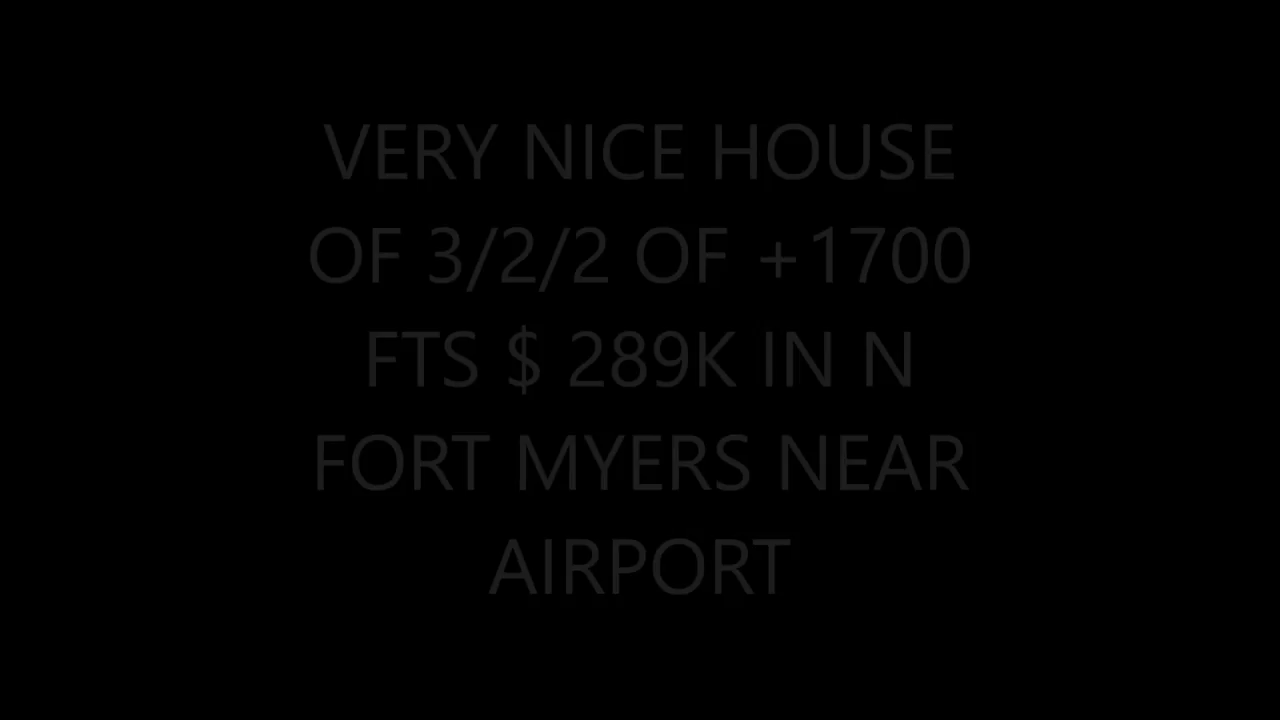 VERY NICE HOUSE
OF 3/2/2 OF +1700
FTS $ 289K IN N
FORT MYERS NEAR
AIRPORT